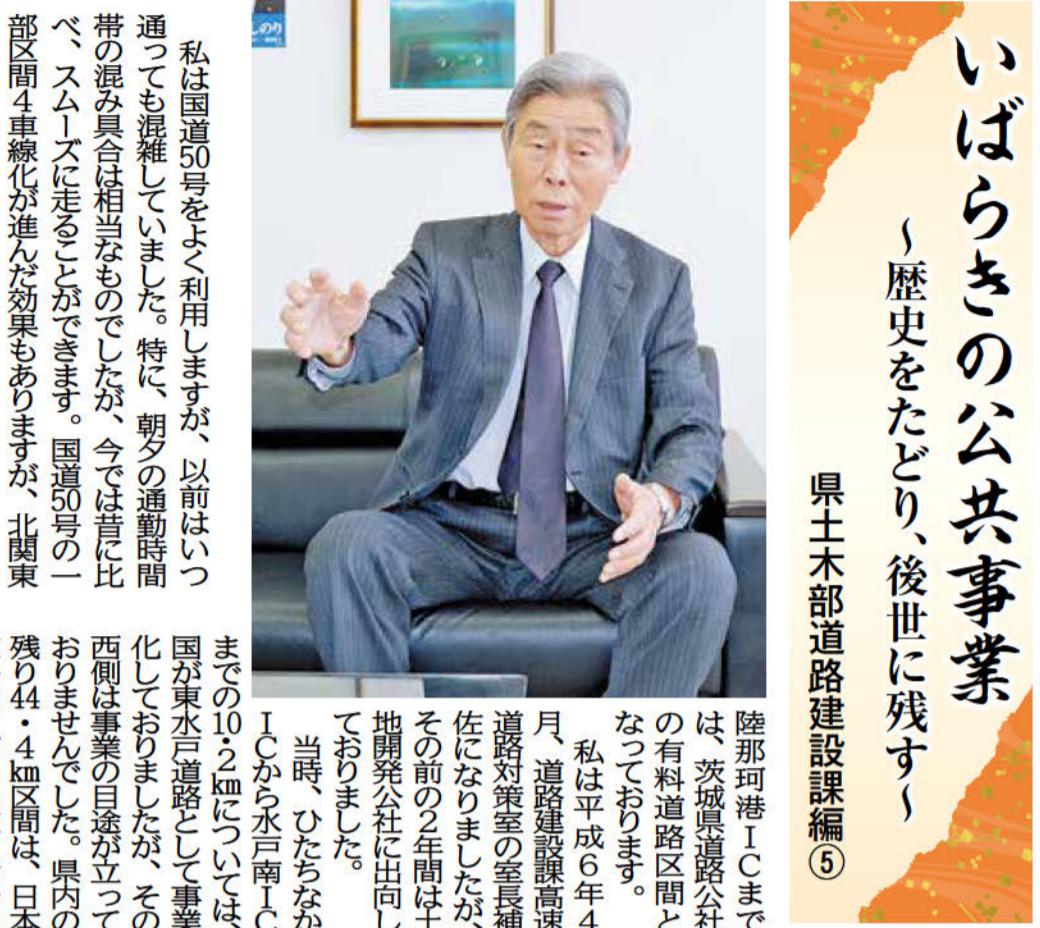 いばらきの公共事業
～歴史をたどり、後世に残す～
県土木部道路建設課編⑤
しのり
私は国道50号をよく利用しますが、以前はいつ
通っても混雑していました。特に、朝夕の通勤時間
帯の混み具合は相当なものでしたが、今では昔に比
べ、スムーズに走ることができます。国道50号の一
部区間４車線化が進んだ効果もありますが、北関東
陸那珂港ＩＣまで
は、茨城県道路公社
の有料道路区間と
なっております。
私は平成６年４
月、道路建設課高速
道路対策室の室長補
佐になりましたが、
その前の２年間は土
地開発公社に出向し
ておりました。
当時、ひたちなか
ＩＣから水戸南ＩＣ
までの10・２㎞については、
国が東水戸道路として事業
化しておりましたが、その
西側は事業の目途が立って
おりませんでした。県内の
残り44・４㎞区間は、日本